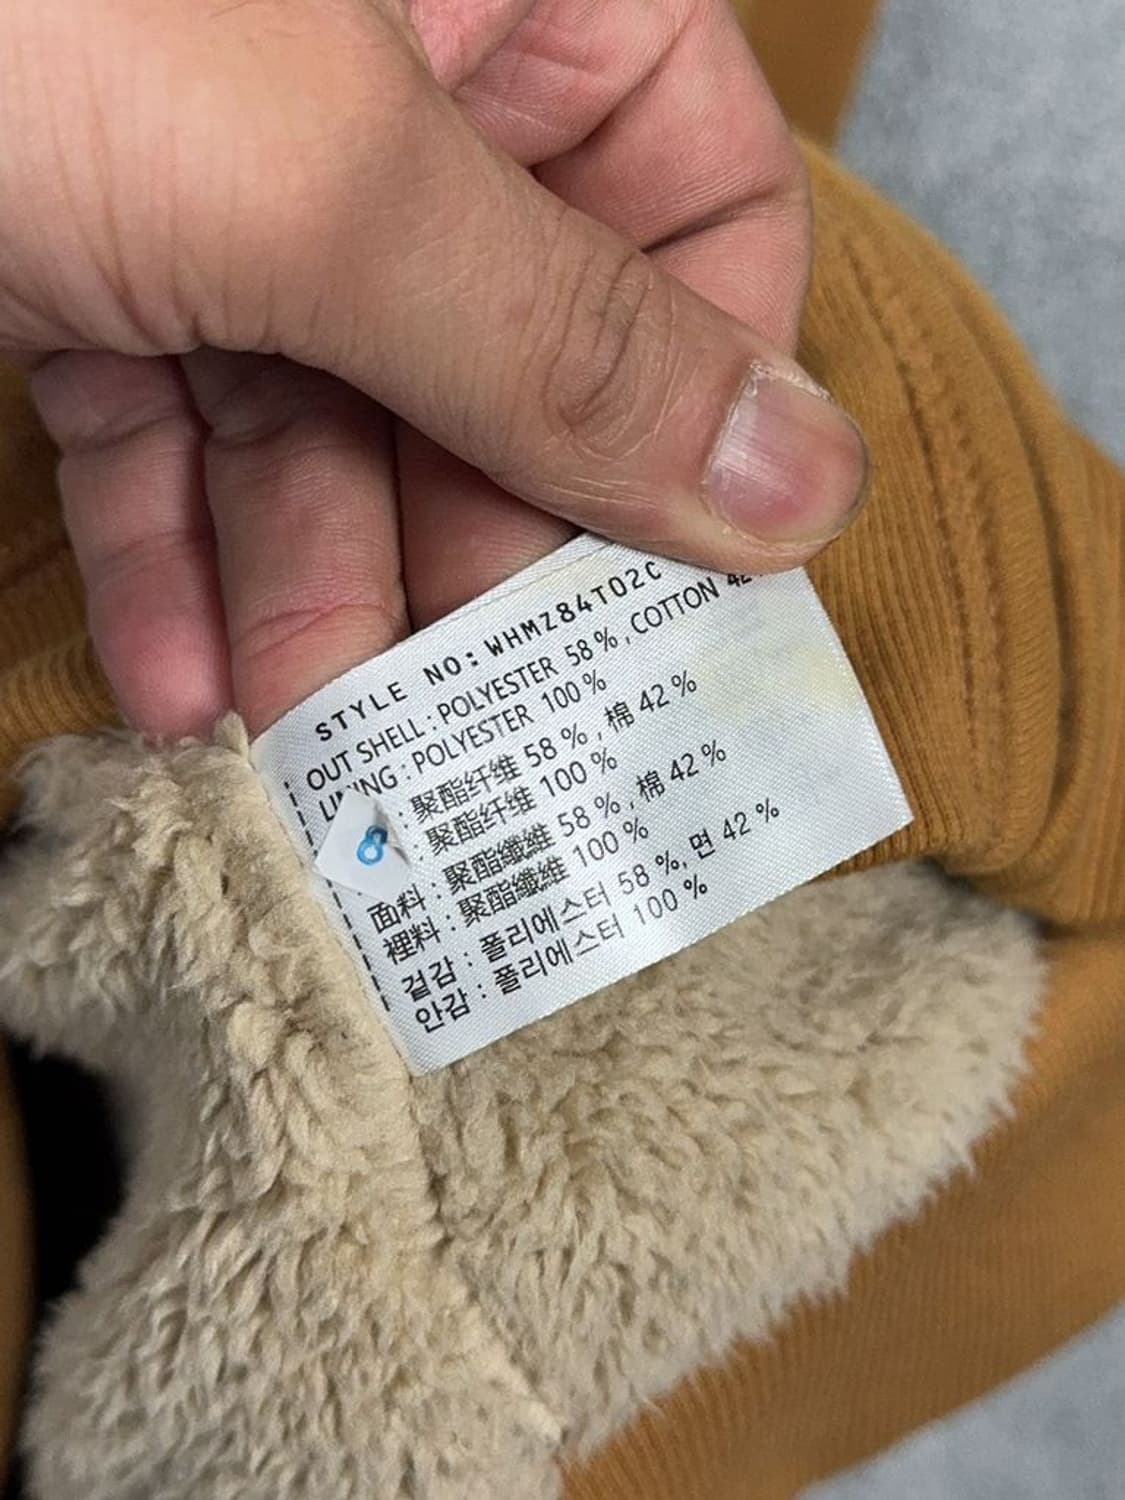 STYLE NO: WHMZ84T02C
OUT SHELL : POLYESTER 58 % , COTTON 42
LINING : POLYESTER 100 %
: 聚酯纤维 58 % , 棉 42 %
: 聚酯纤维 100 %
面料 : 聚酯纖維 58 % , 棉 42 %
裡料 : 聚酯纖維 100 %
겉감 : 폴리에스터 58 %, 면 42 %
안감 : 폴리에스터 100 %
8